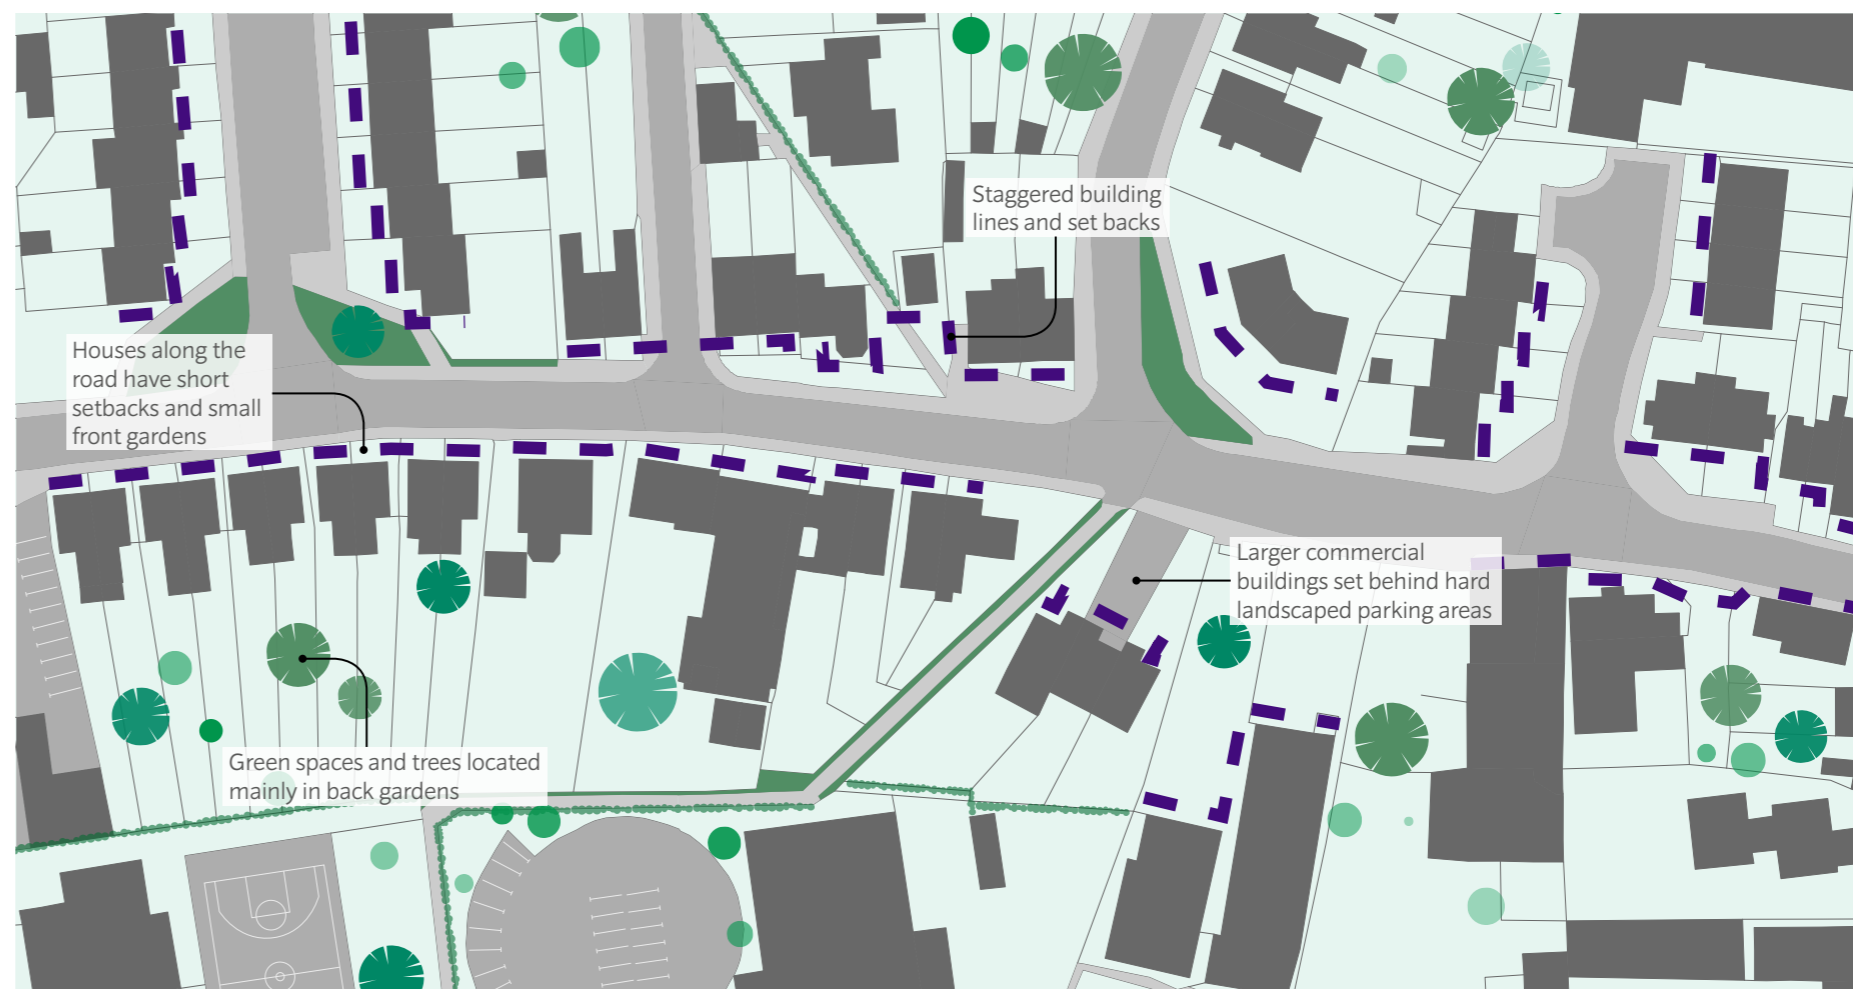 Staggered building
lines and set backs
Houses along the
road have short
setbacks and small
front gardens
Larger commercial
buildings set behind hard
landscaped parking areas
Green spaces and trees located
mainly in back gardens